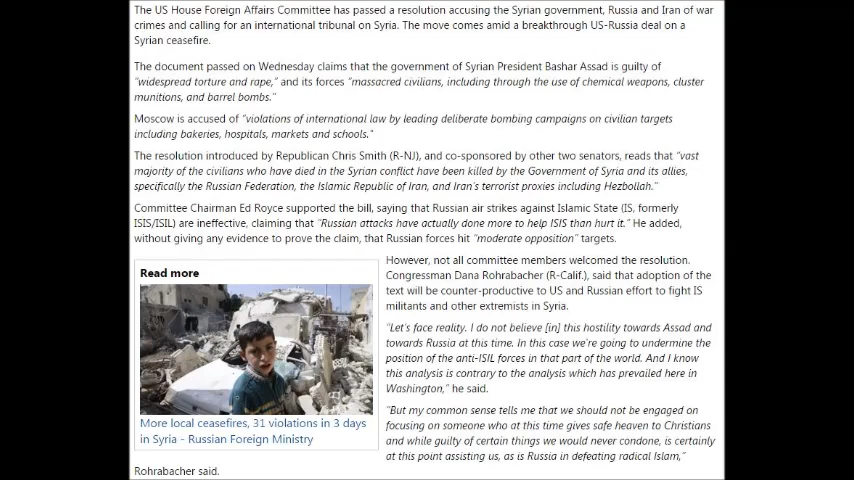 The US House Foreign Affairs Committee has passed a resolution accusing the Syrian government, Russia and Iran of war
crimes and calling for an international tribunal on Syria. The move comes amid a breakthrough US-Russia deal on a
Syrian ceasefire.
The document passed on Wednesday claims that the government of Syrian President Bashar Assad is guilty of
“widespread torture and rape,” and its forces “massacred civilians, including through the use of chemical weapons, cluster
munitions, and barrel bombs.”
Moscow is accused of “violations of international law by leading deliberate bombing campaigns on civilian targets
including bakeries, hospitals, markets and schools."
The resolution introduced by Republican Chris Smith (R-NJ), and co-sponsored by other two senators, reads that “vast
majority of the civilians who have died in the Syrian conflict have been killed by the Government of Syria and its allies,
specifically the Russian Federation, the Islamic Republic of Iran, and Iran’s terrorist proxies including Hezbollah.”
Committee Chairman Ed Royce supported the bill, saying that Russian air strikes against Islamic State (IS, formerly
ISIS/ISIL) are ineffective, claiming that “Russian attacks have actually done more to help ISIS than hurt it.” He added,
without giving any evidence to prove the claim, that Russian forces hit “moderate opposition” targets.
Read more
More local ceasefires, 31 violations in 3 days
in Syria - Russian Foreign Ministry
However, not all committee members welcomed the resolution.
Congressman Dana Rohrabacher (R-Calif.), said that adoption of the
text will be counter-productive to US and Russian effort to fight IS
militants and other extremists in Syria.
“Let’s face reality. I do not believe [in] this hostility towards Assad and
towards Russia at this time. In this case we’re going to undermine the
position of the anti-ISIL forces in that part of the world. And I know
this analysis is contrary to the analysis which has prevailed here in
Washington,” he said.
“But my common sense tells me that we should not be engaged on
focusing on someone who at this time gives safe heaven to Christians
and while guilty of certain things we would never condone, is certainly
at this point assisting us, as is Russia in defeating radical Islam,”
Rohrabacher said.